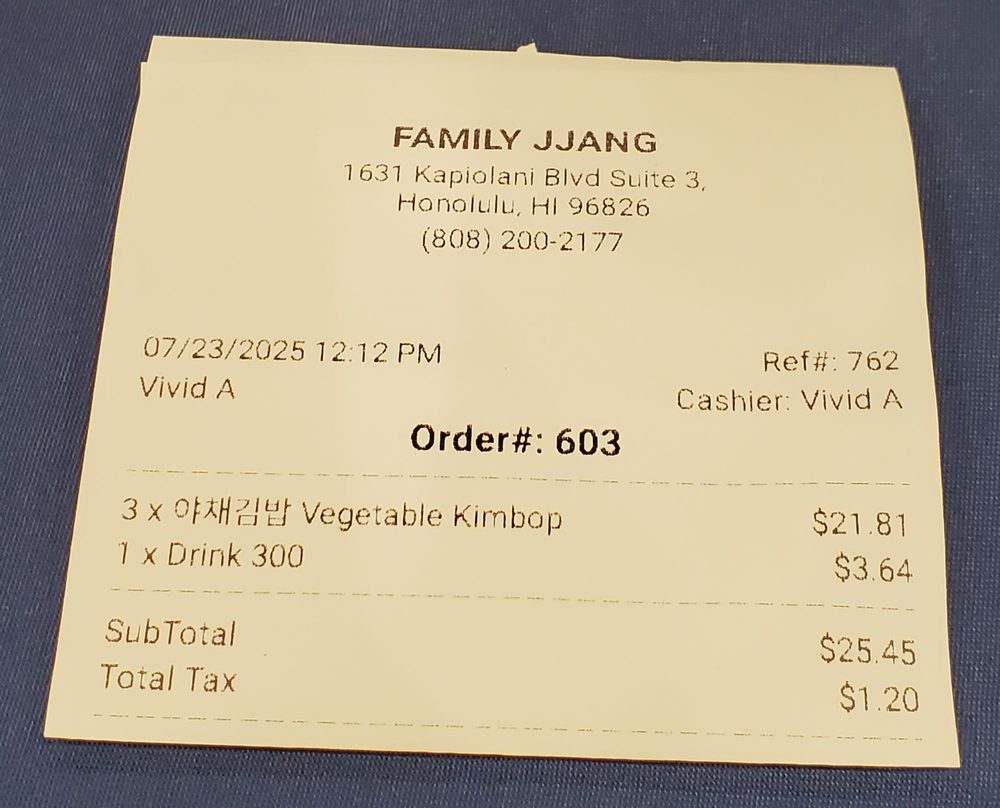 FAMILY JJANG
1631 Kapiolani Blvd Suite 3,
Honolulu, HI 96826
(808) 200-2177
07/23/2025 12:12 PM Ref#: 762
Vivid A Cashier: Vivid A
Order#: 603
3 x 야채김밥 Vegetable Kimbop $21.81
1 x Drink 300 $3.64
SubTotal $25.45
Total Tax $1.20